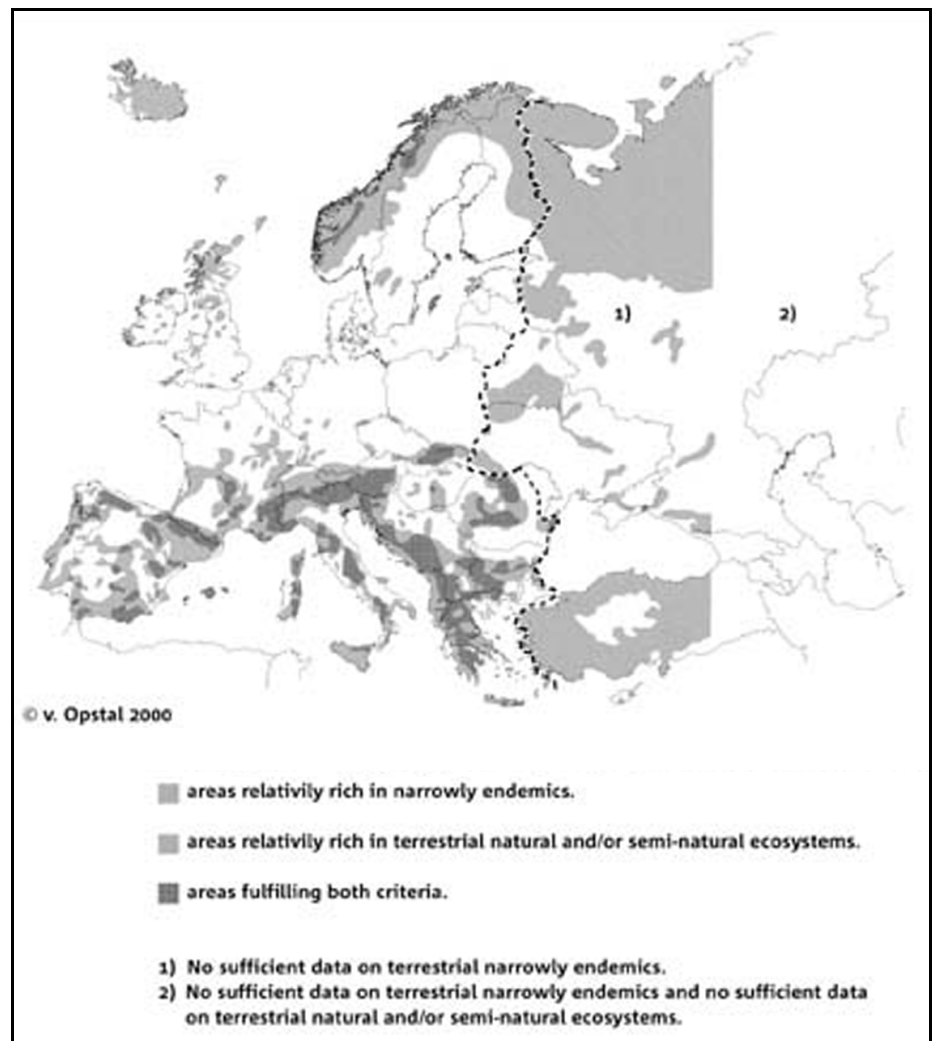 1)
2)
© v. Opstal 2000
areas relativily rich in narrowly endemics.
areas relativily rich in terrestrial natural and/or semi-natural ecosystems.
areas fulfilling both criteria.
1) No sufficient data on terrestrial narrowly endemics.
2) No sufficient data on terrestrial narrowly endemics and no sufficient data
on terrestrial natural and/or semi-natural ecosystems.